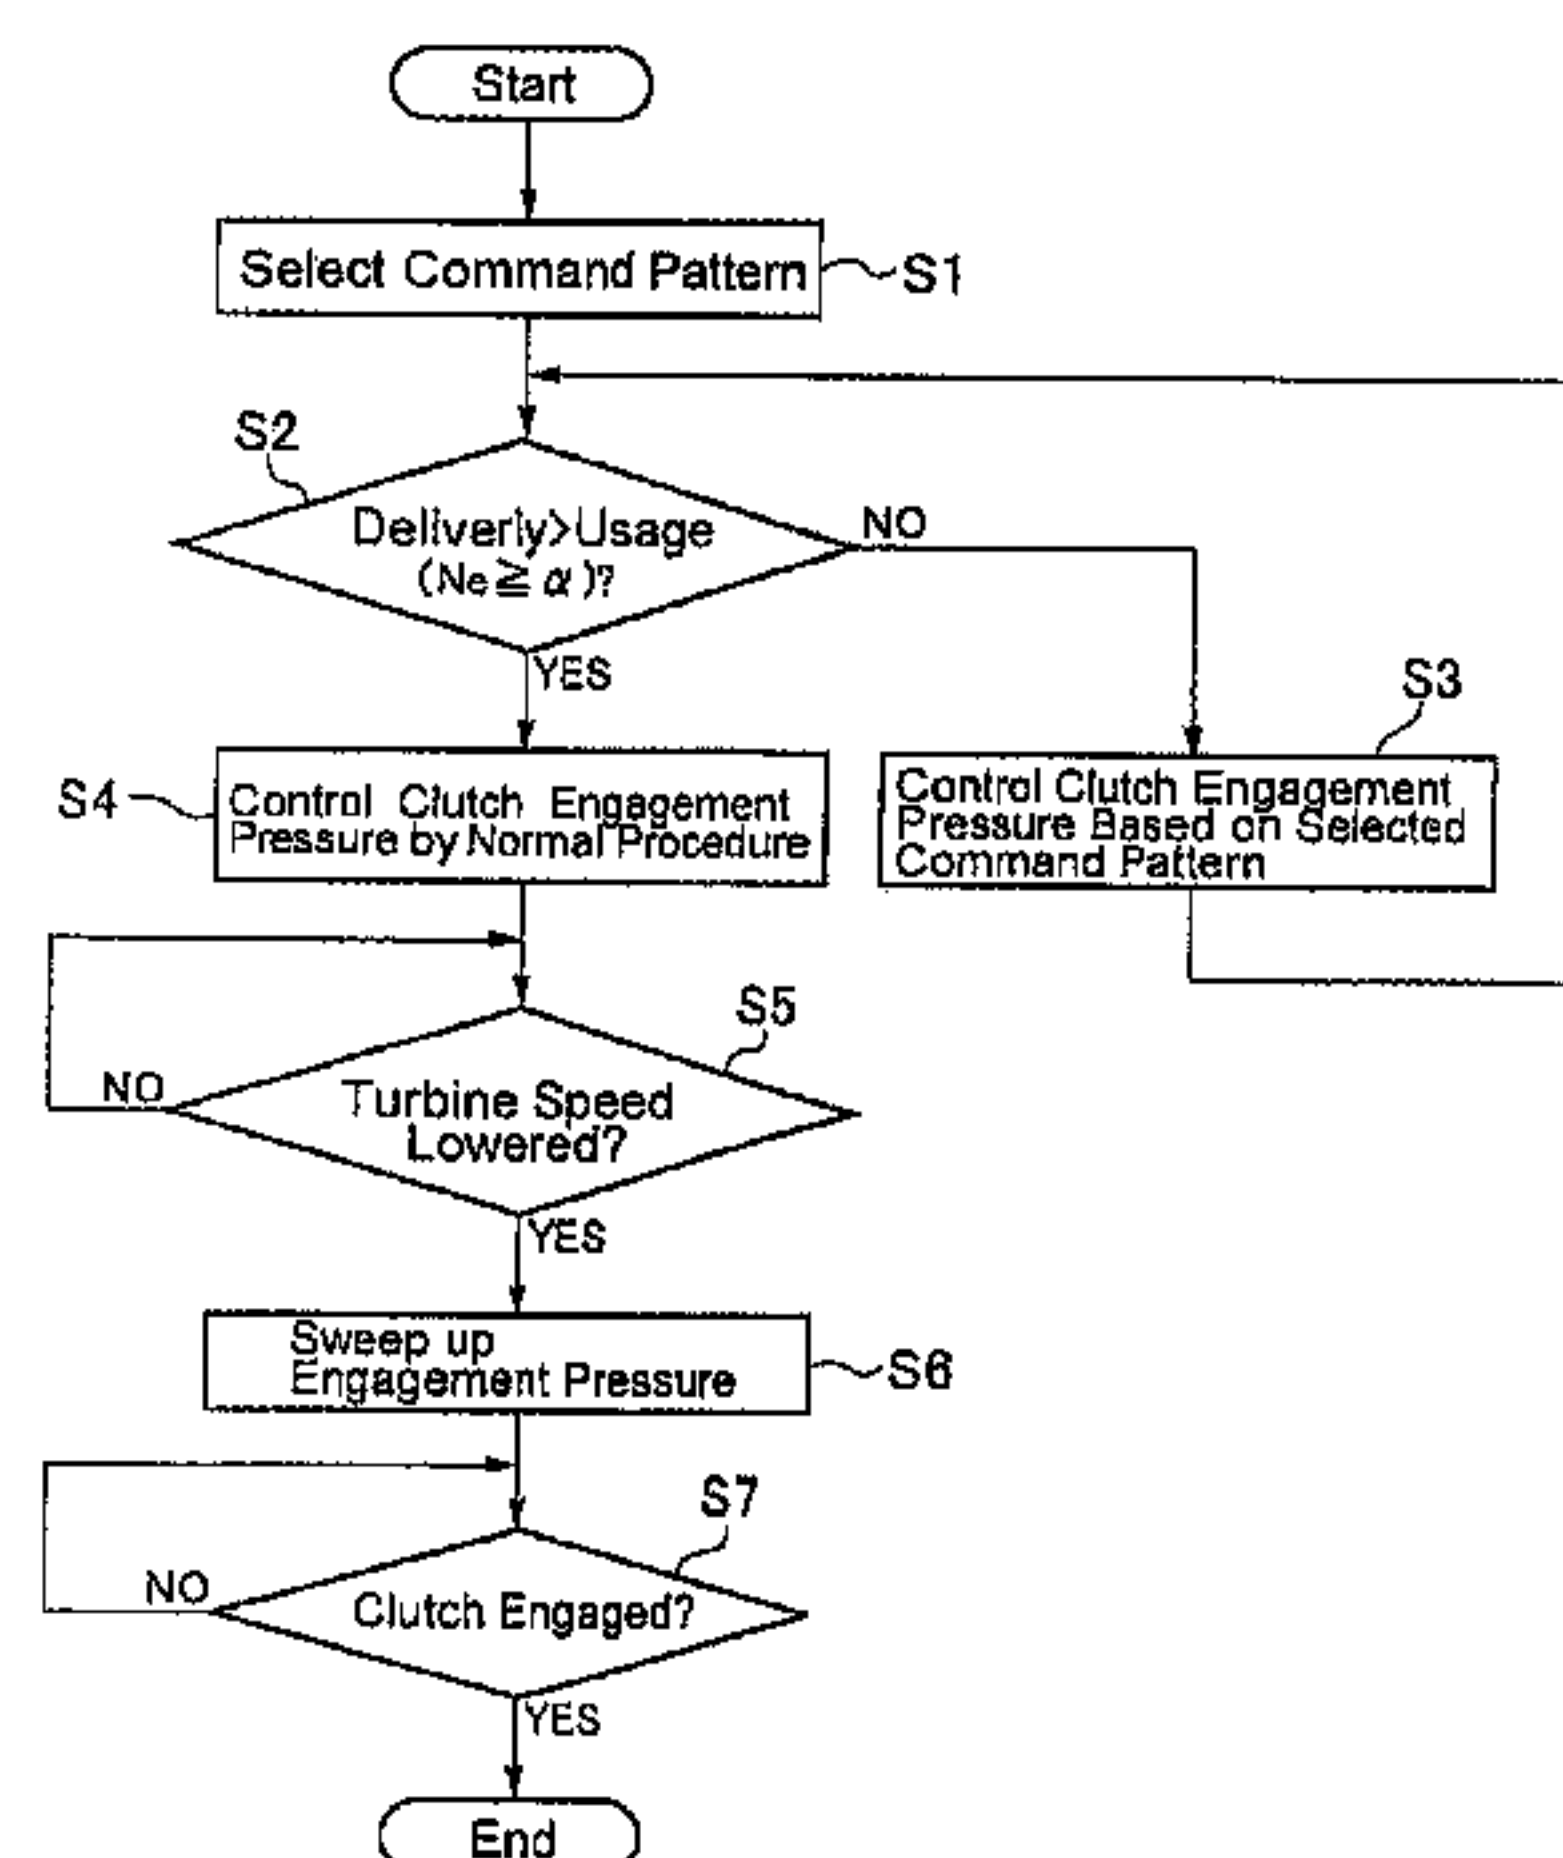 Start
Select Command Pattern
S1
S2
Deliverly>Usage
(Ne≧α)?
NO
YES
S3
S4
Control Clutch Engagement
Pressure by Normal Procedure
Control Clutch Engagement
Pressure Based on Selected
Command Pattern
S5
NO
Turbine Speed
Lowered?
YES
Sweep up
Engagement Pressure
S6
S7
NO
Clutch Engaged?
YES
End